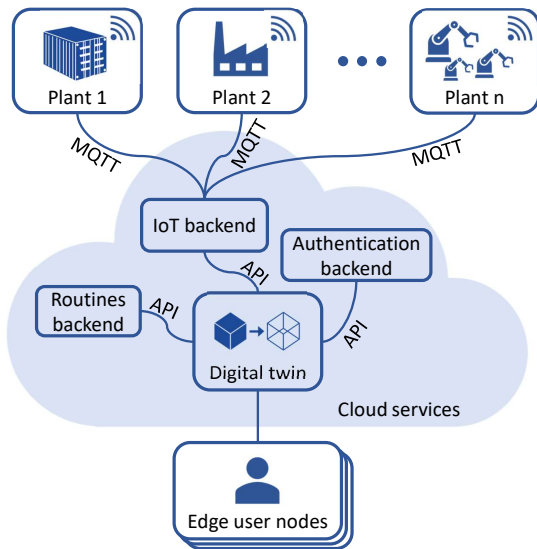 Plant 1
Plant 2
Plant n
MQTT
MQTT
MQTT
IoT backend
Authentication
backend
API
Routines
backend
API
API
Digital twin
Cloud services
Edge user nodes